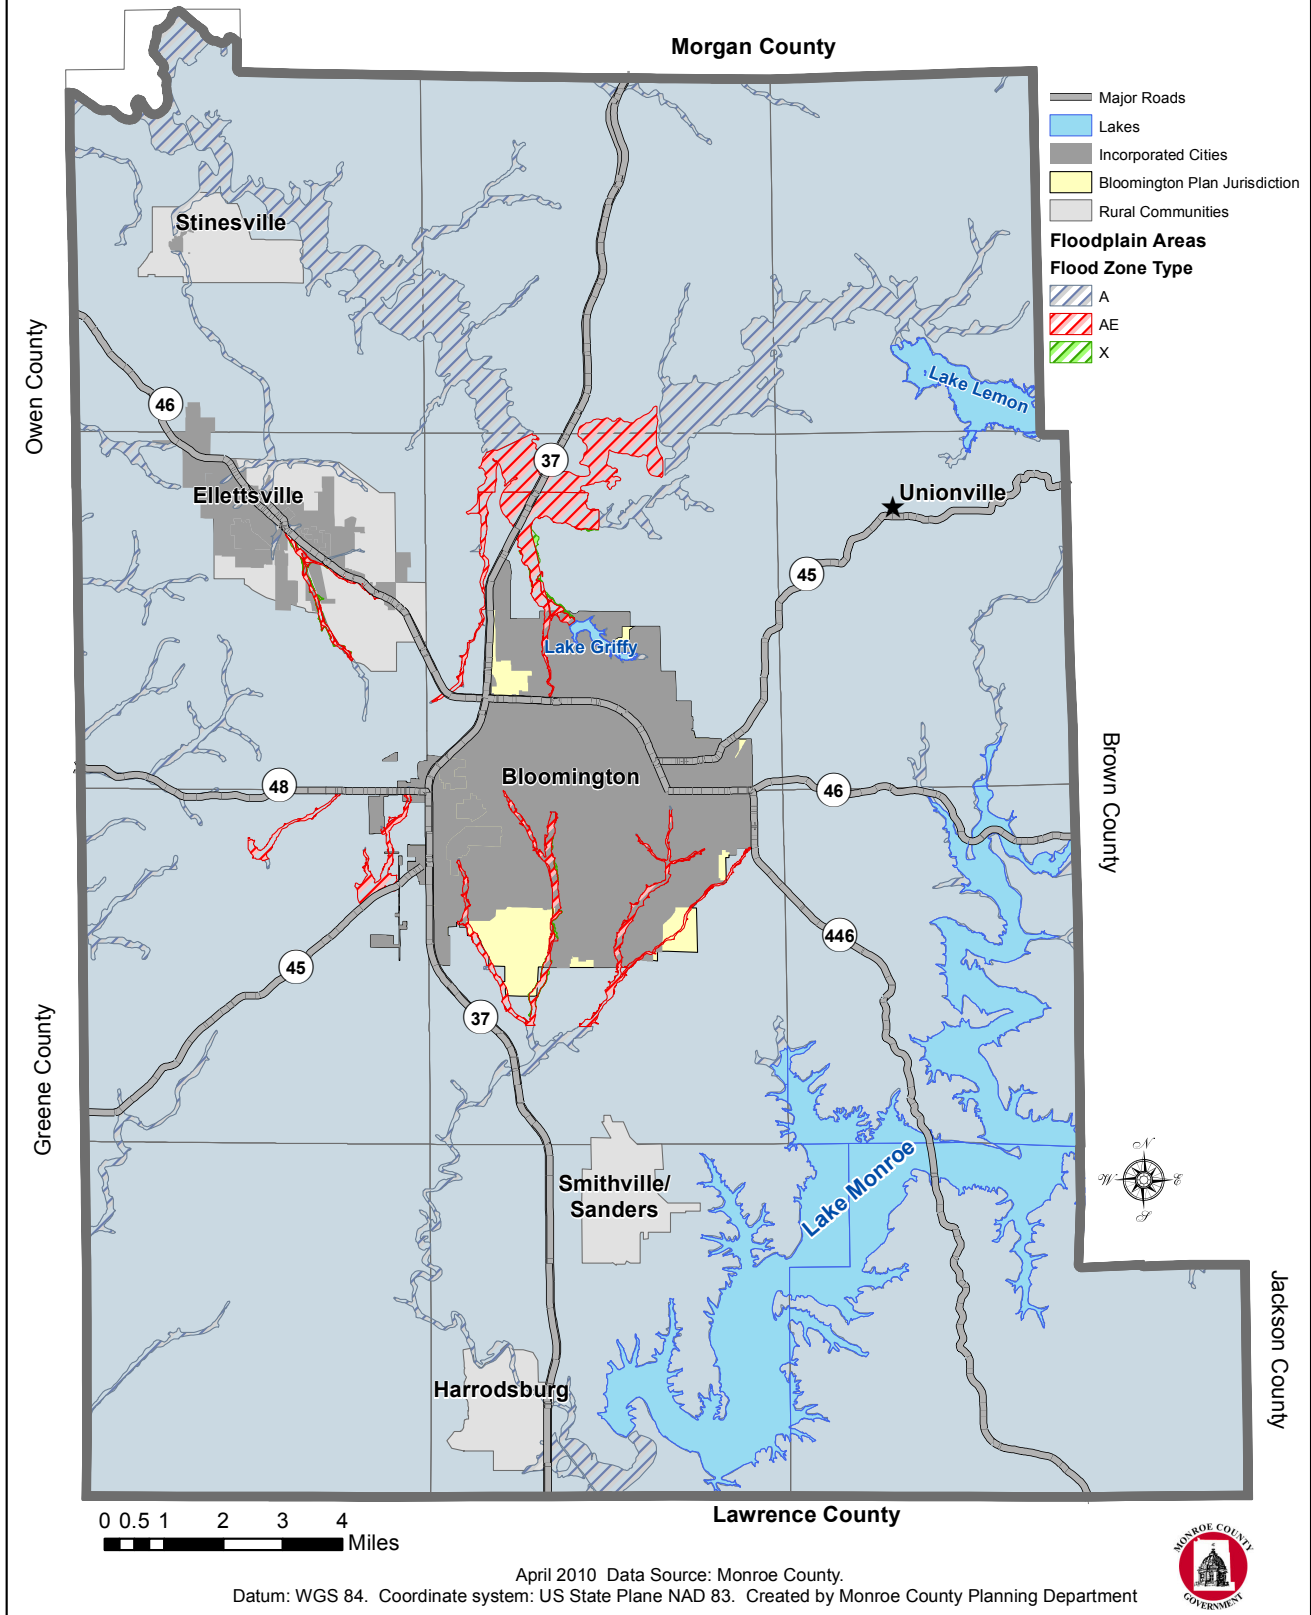 Morgan County
Major Roads
Lakes
Incorporated Cities
Bloomington Plan Jurisdiction
Rural Communities
Floodplain Areas
Flood Zone Type
A
AE
X
Stinesville
Owen County
46
Lake Lemon
37
Ellettsville
Unionville
45
Lake Griffy
Brown County
Bloomington
48
46
446
45
37
Greene County
N
W
E
S
Lake Monroe
Smithville/
Sanders
Jackson County
Harrodsburg
Lawrence County
0 0.5 1 2 3 4
Miles
MONROE COUNTY
GOVERNMENT
April 2010 Data Source: Monroe County.
Datum: WGS 84. Coordinate system: US State Plane NAD 83. Created by Monroe County Planning Department